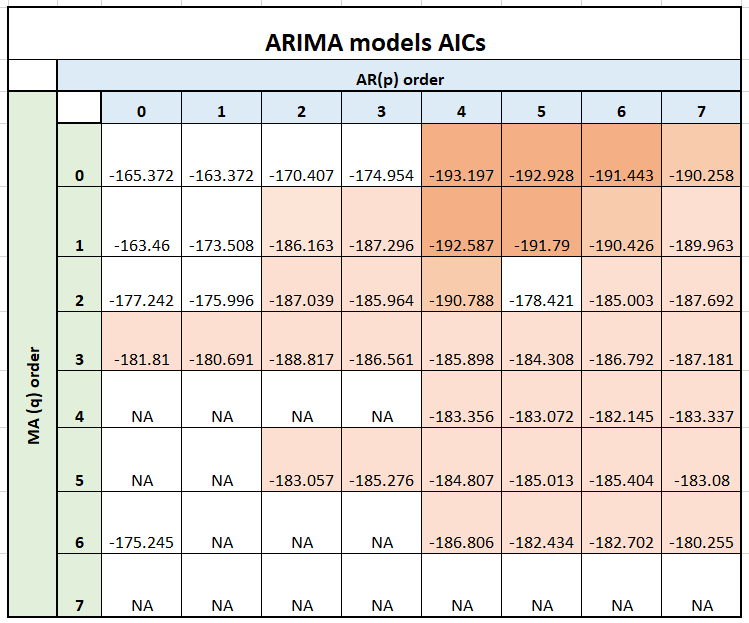 ARIMA models AICs
AR(p) order
0 1 2 3 4 5 6 7
MA (q) order
0 -165.372 -163.372 -170.407 -174.954 -193.197 -192.928 -191.443 -190.258
1 -163.46 -173.508 -186.163 -187.296 -192.587 -191.79 -190.426 -189.963
2 -177.242 -175.996 -187.039 -185.964 -190.788 -178.421 -185.003 -187.692
3 -181.81 -180.691 -188.817 -186.561 -185.898 -184.308 -186.792 -187.181
4 NA NA NA NA -183.356 -183.072 -182.145 -183.337
5 NA NA -183.057 -185.276 -184.807 -185.013 -185.404 -183.08
6 -175.245 NA NA NA -186.806 -182.434 -182.702 -180.255
7 NA NA NA NA NA NA NA NA